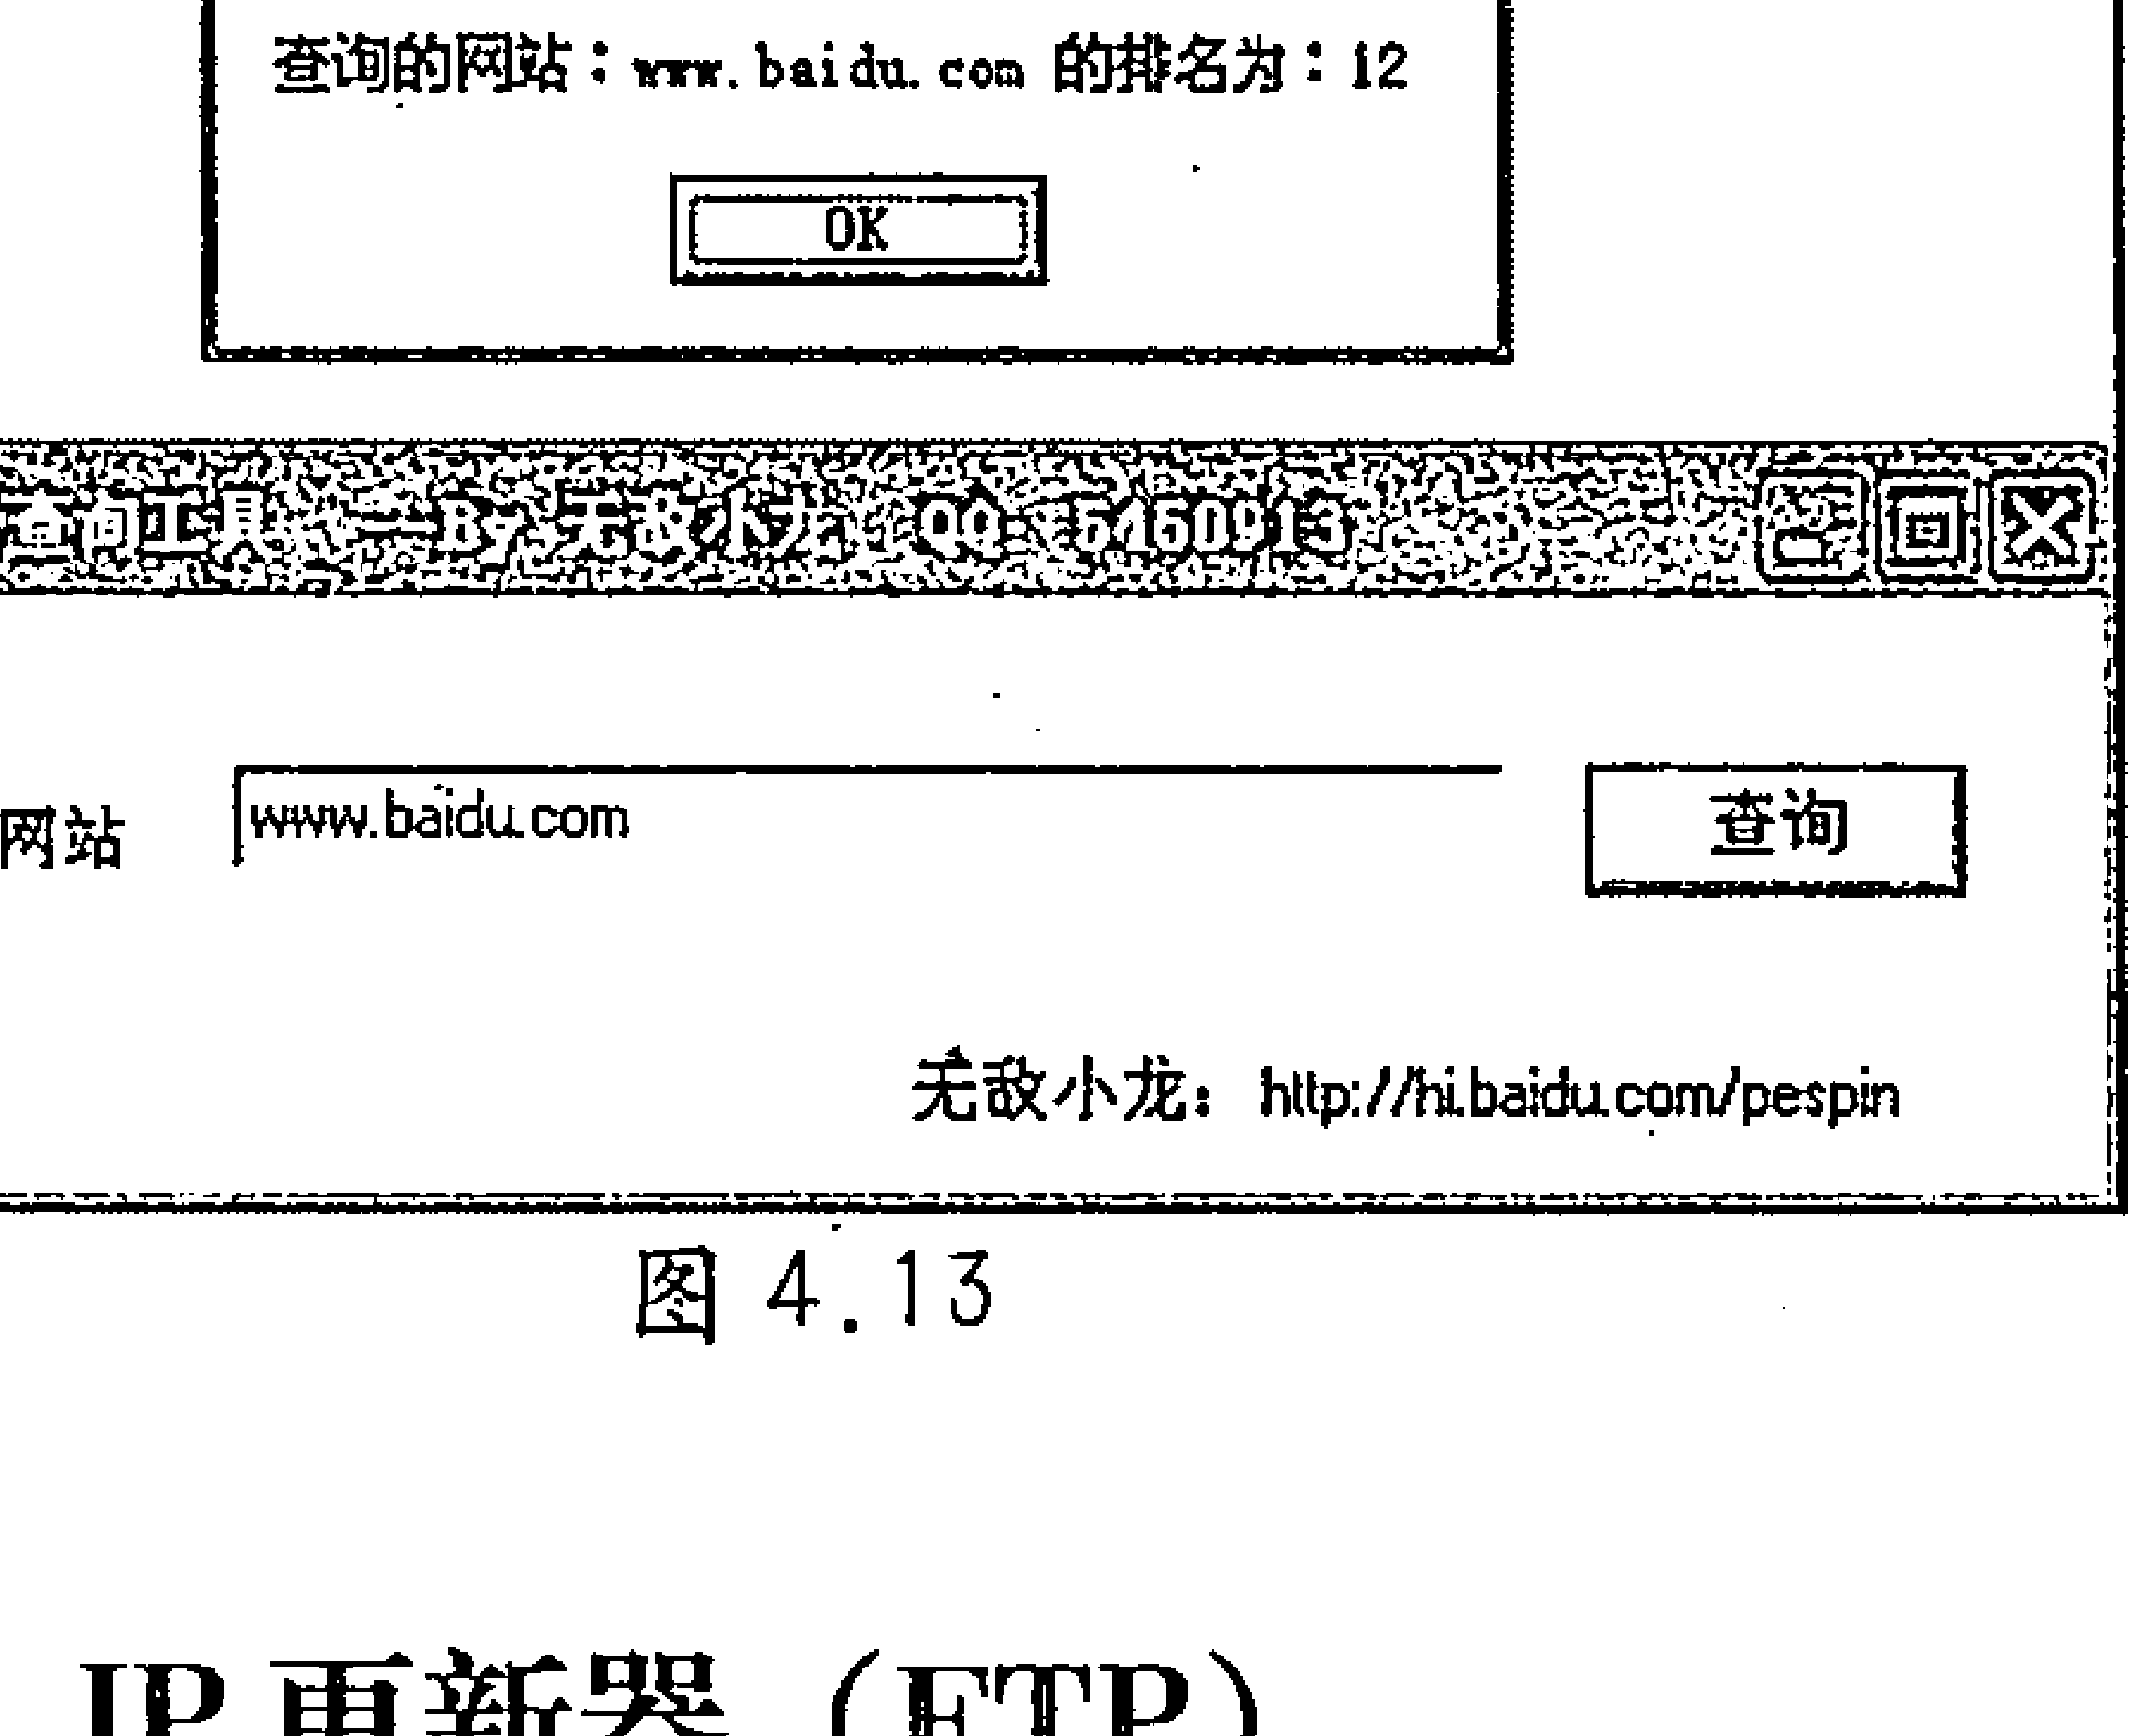 查询的网站：www.baidu.com 的排名为：12
OK
查询工具 — By 无敌小龙 QQ
网站 www.baidu.com 查询
无敌小龙：http://hi.baidu.com/pespin
图 4.13
IP 更新器（FTP）